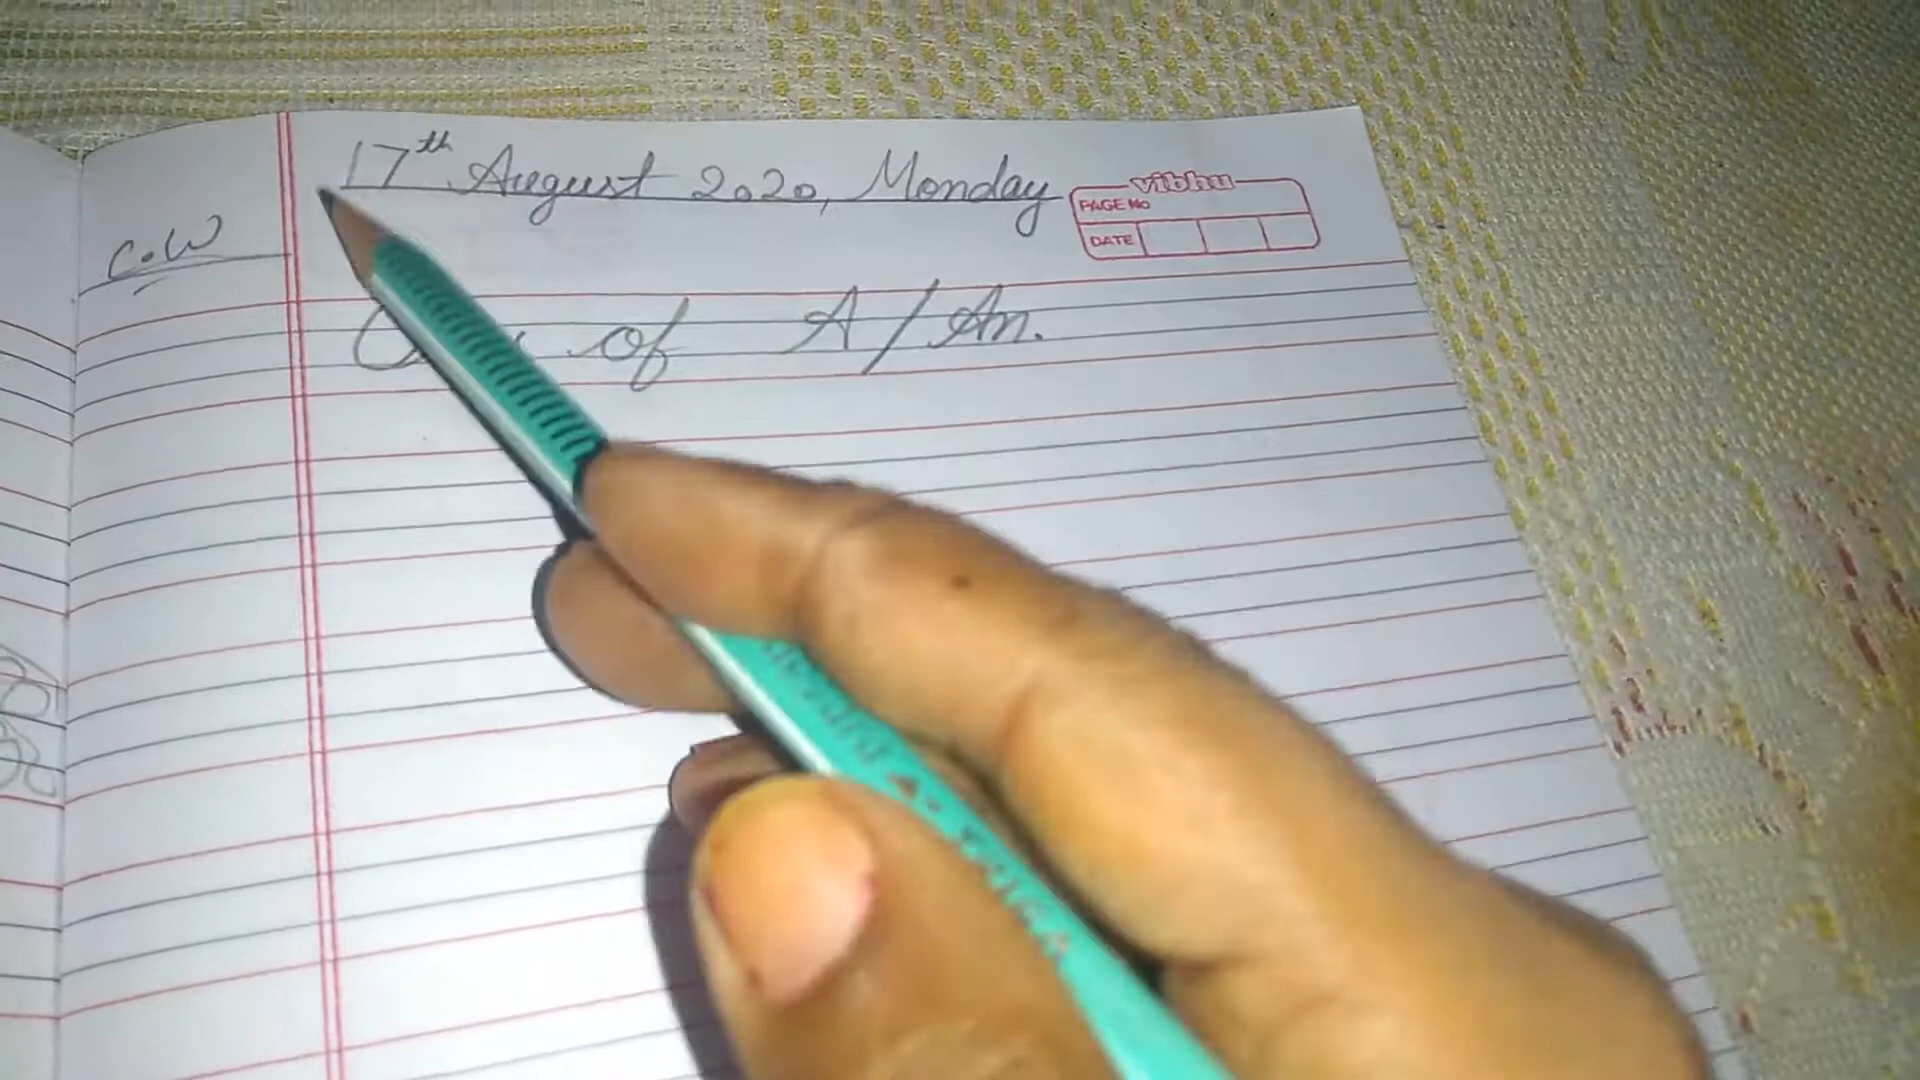 17th August 2020, Monday
vibhu
PAGE No
DATE
C.W
of A/An.